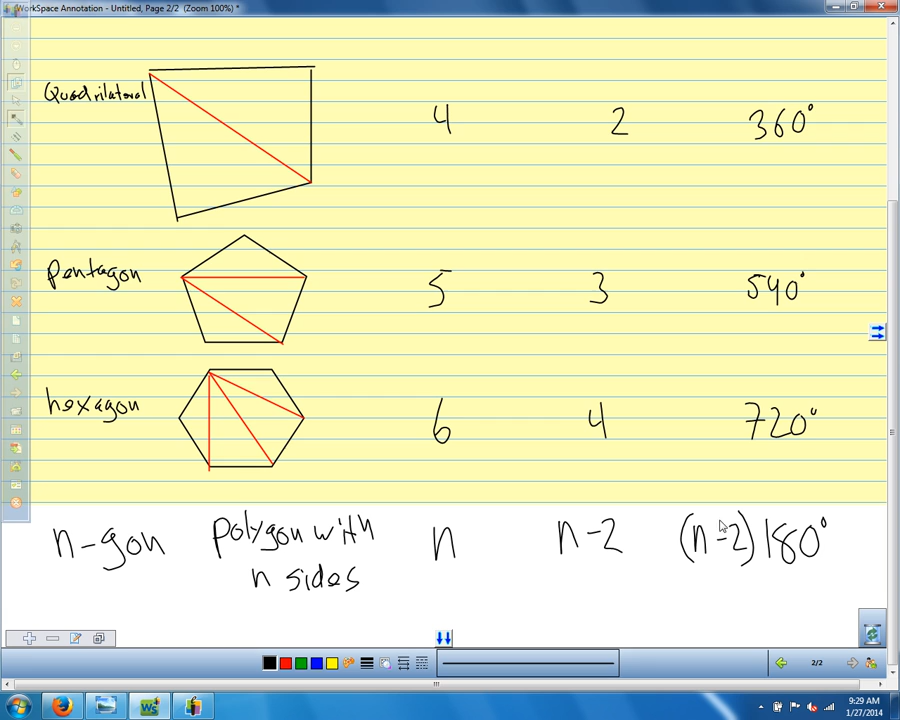 WorkSpace Annotation - Untitled, Page 2/2 (Zoom 100%) *
Quadrilateral 4 2 360°
pentagon 5 3 540°
hexagon 6 4 720°
n-gon polygon with n n-2 (n-2)180°
n sides
2/2
9:29 AM
1/27/2014